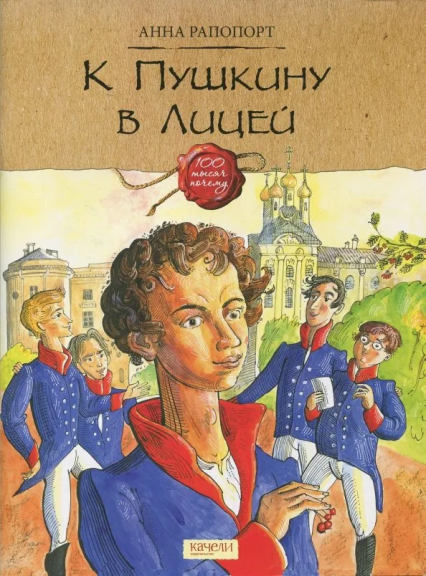 АННА РАПОПОРТ
К ПУШКИНУ
В ЛИЦЕЙ
100
тысяч
почему
КАЧЕЛИ